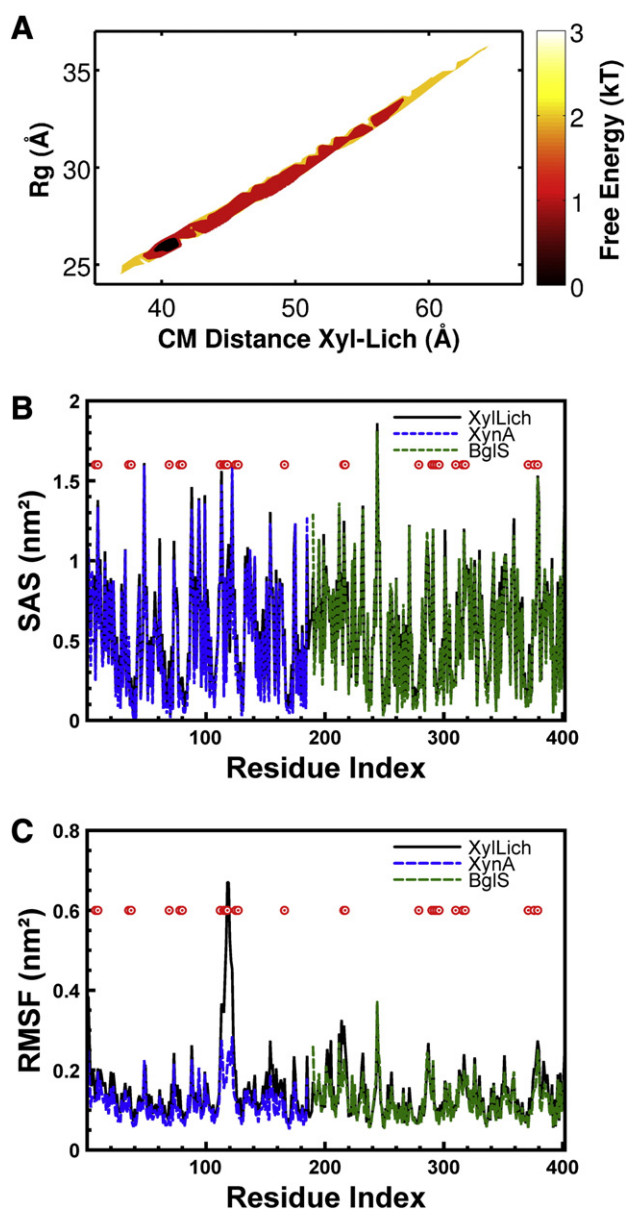 A
35
30
25
Rg (Å)
40 50 60
CM Distance Xyl-Lich (Å)
3
2
1
0
Free Energy (kT)
B
2
1.5
1
0.5
0
SAS (nm²)
XylLich
XynA
BglS
100 200 300 400
Residue Index
C
0.8
0.6
0.4
0.2
0
RMSF (nm²)
XylLich
XynA
BglS
100 200 300 400
Residue Index